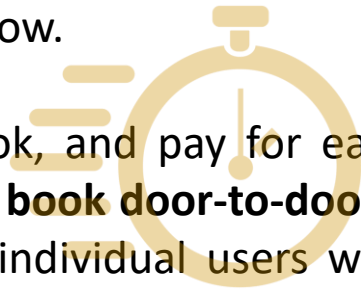 ow.
ok, and pay for ea
book door-to-doo
individual users w